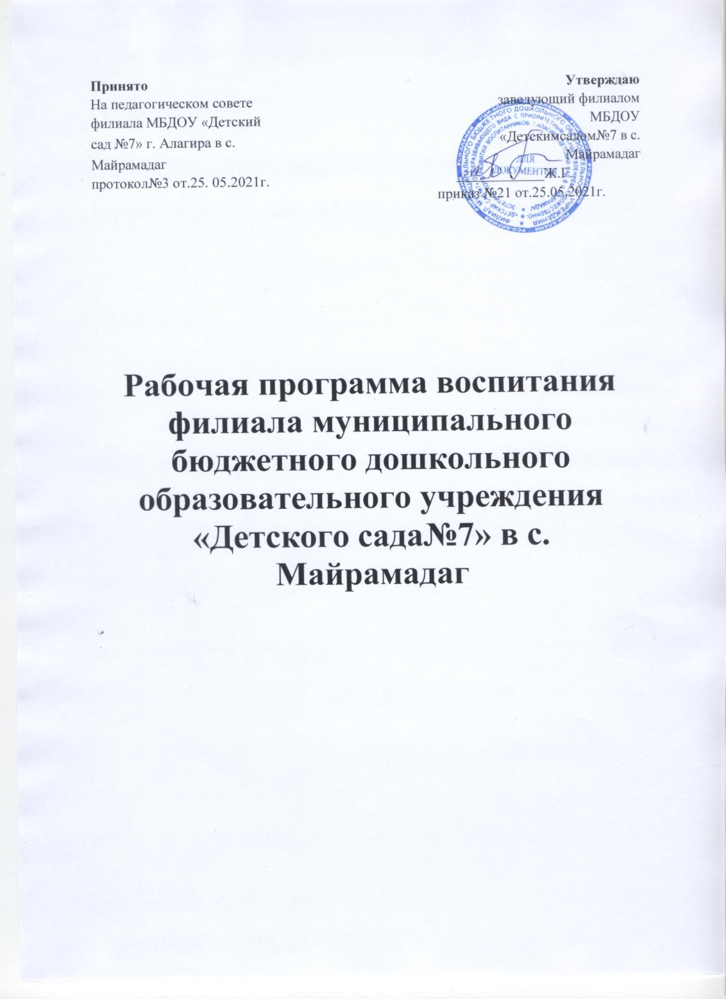 Принято
На педагогическом совете
филиала МБДОУ «Детский
сад №7» г. Алагира в с.
Майрамадаг
протокол№3 от.25. 05.2021г.
Утверждаю
заведующий филиалом
МБДОУ
«Детскимсадом№7 в с.
Майрамадаг
Ж.Г.
приказ №21 от.25.05.2021г.
ДЛЯ
ДОКУМЕНТОВ
Рабочая программа воспитания
филиала муниципального
бюджетного дошкольного
образовательного учреждения
«Детского сада№7» в с.
Майрамадаг